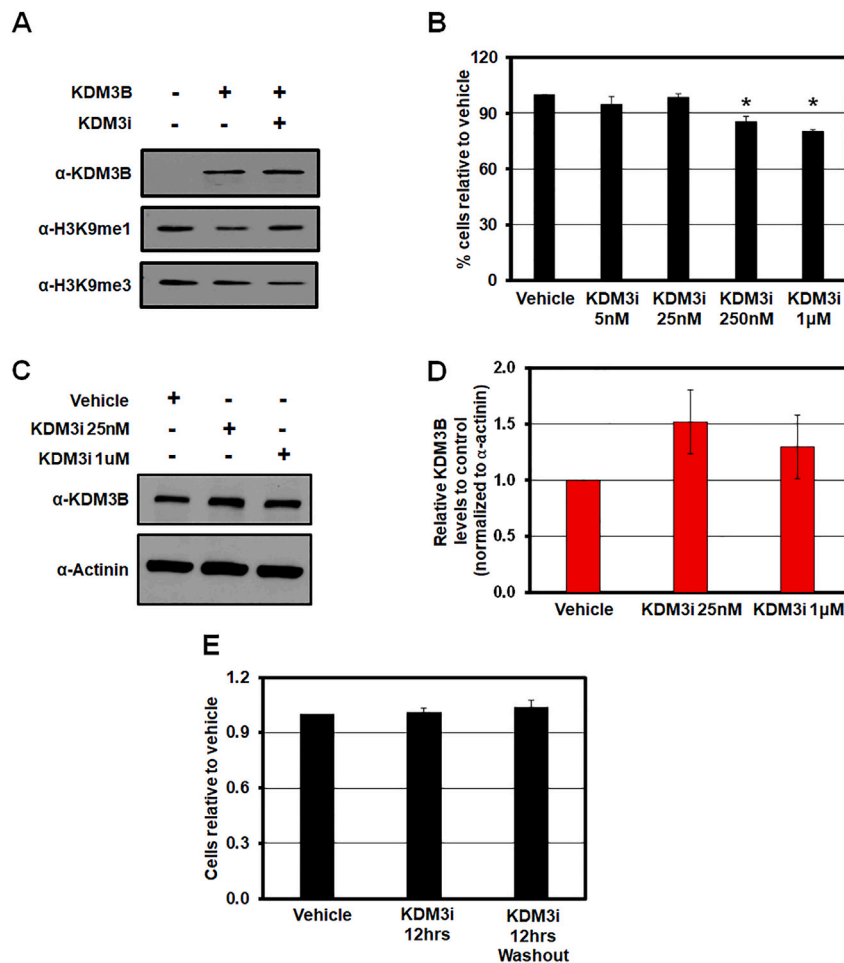 A
KDM3B - + +
KDM3i - - +
α-KDM3B
α-H3K9me1
α-H3K9me3
B
% cells relative to vehicle
120
90
60
30
0
Vehicle KDM3i KDM3i KDM3i KDM3i
5nM 25nM 250nM 1µM
* *
C
Vehicle + - -
KDM3i 25nM - + -
KDM3i 1uM - - +
α-KDM3B
α-Actinin
D
Relative KDM3B
levels to control
(normalized to α-actinin)
2.0
1.5
1.0
0.5
0.0
Vehicle KDM3i 25nM KDM3i 1µM
E
Cells relative to vehicle
1.2
0.9
0.6
0.3
0.0
Vehicle KDM3i KDM3i
12hrs 12hrs
Washout